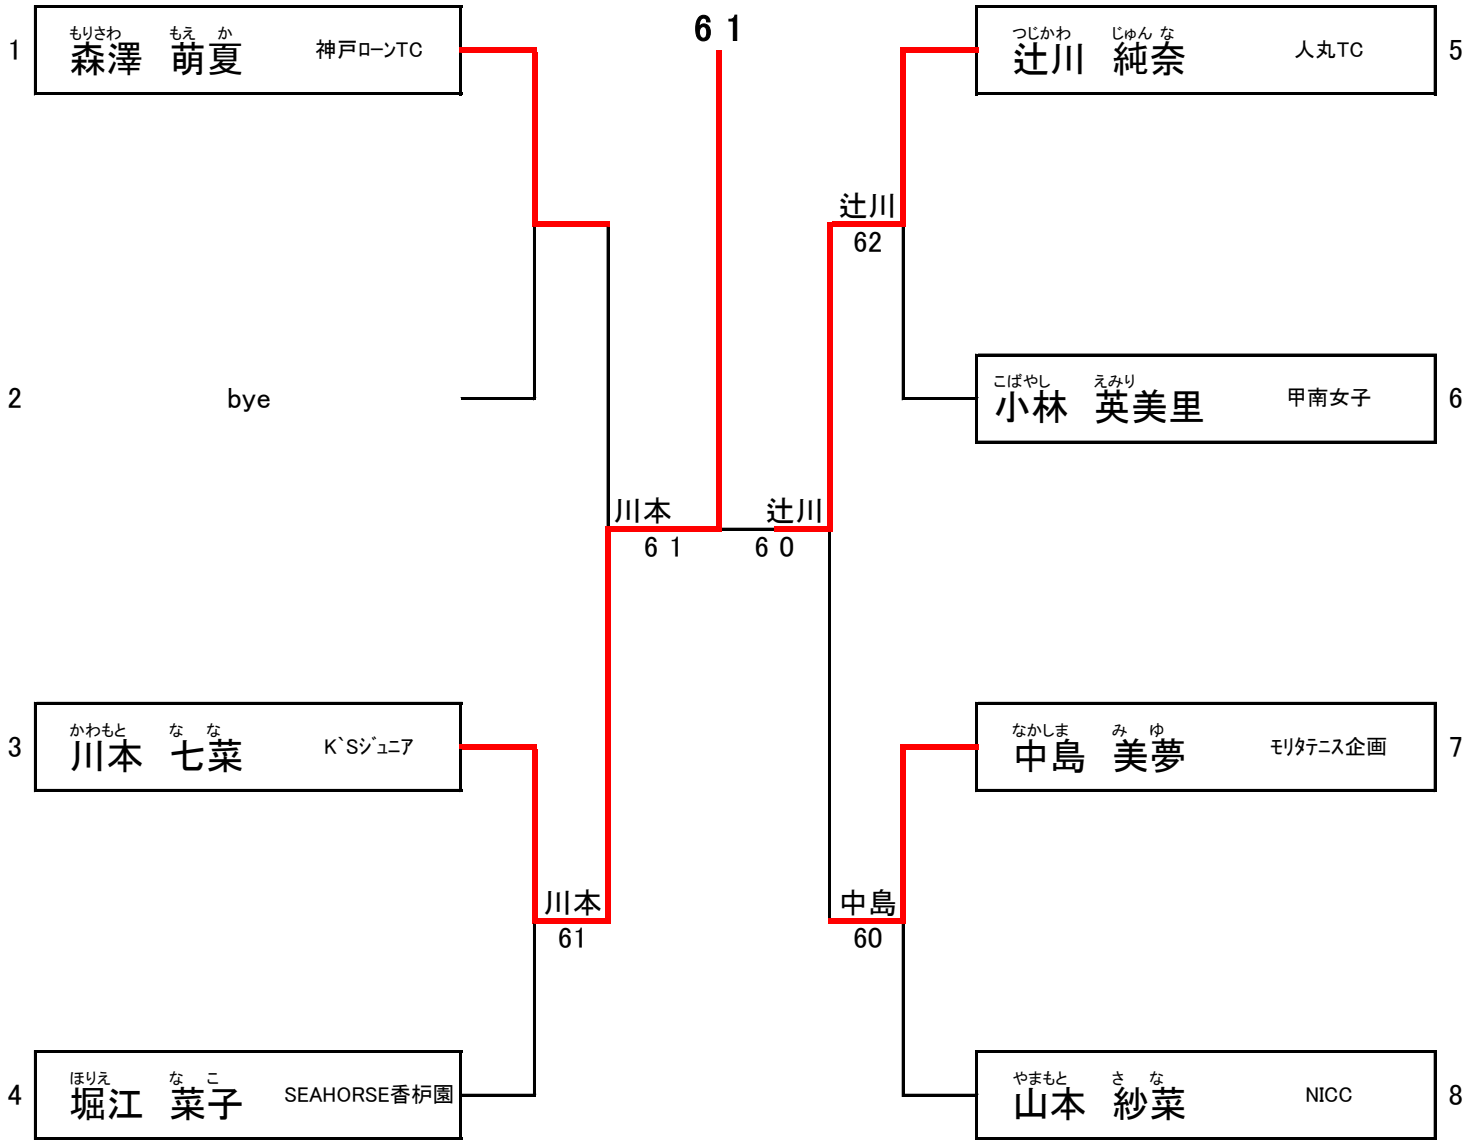 6 1
もりさわ もえ か
1 森澤 萌夏 神戸ローンTC
つじかわ じゅん な
辻川 純奈 人丸TC 5
辻川
62
2 bye
こばやし えみり
小林 英美里 甲南女子 6
川本 辻川
6 1 6 0
かわもと な な
3 川本 七菜 K`Sジュニア
なかしま み ゆ
中島 美夢 モリタテニス企画 7
川本 中島
61 60
ほりえ な こ
4 堀江 菜子 SEAHORSE香枦園
やまもと さ な
山本 紗菜 NICC 8